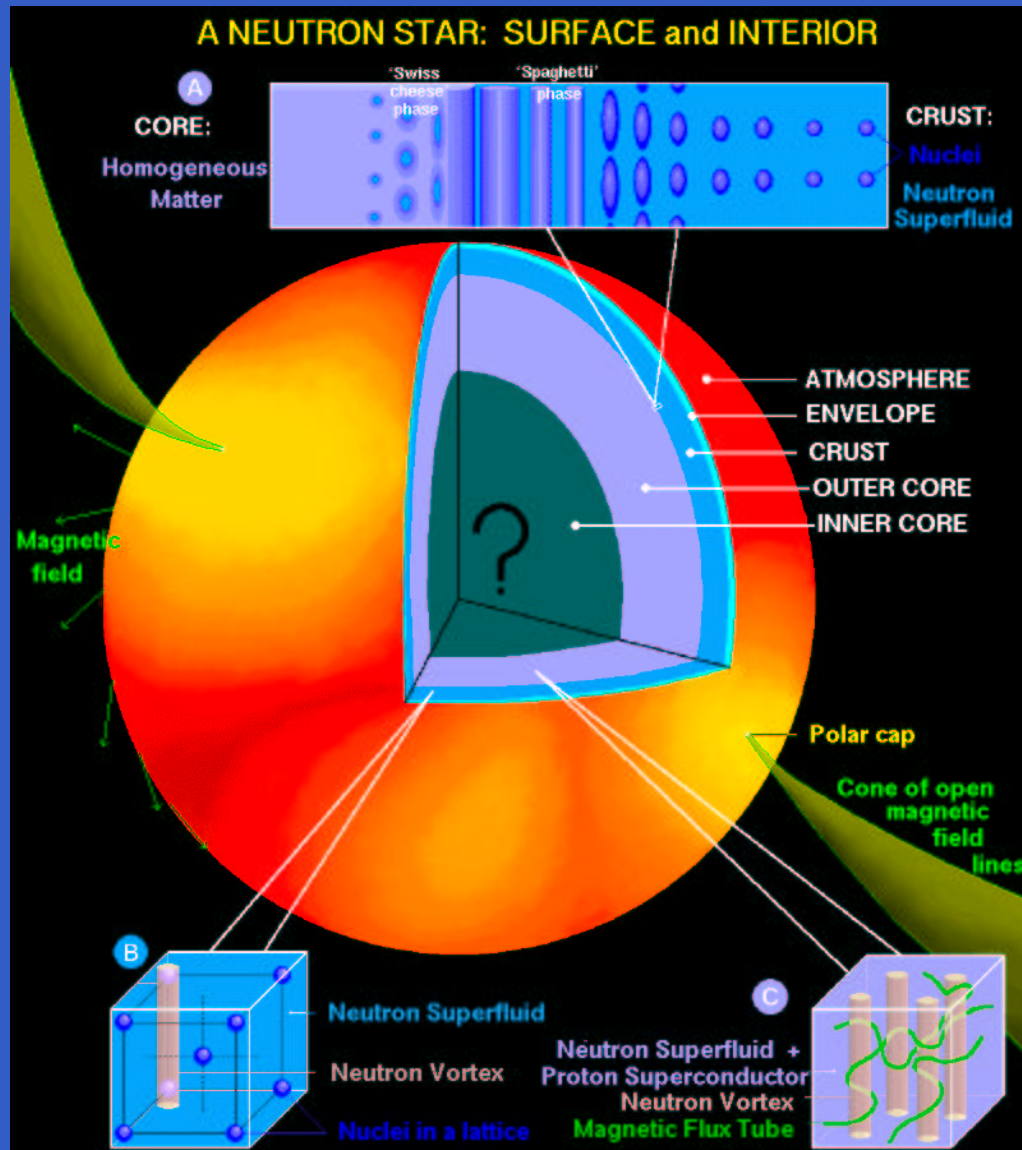 A NEUTRON STAR: SURFACE and INTERIOR
A
CORE:
Homogeneous
Matter
'Swiss
cheese'
phase
'Spaghetti'
phase
CRUST:
Nuclei
Neutron
Superfluid
ATMOSPHERE
ENVELOPE
CRUST
OUTER CORE
INNER CORE
?
Magnetic
field
Polar cap
Cone of open
magnetic
field
lines
B
Neutron Superfluid
Neutron Vortex
Nuclei in a lattice
C
Neutron Superfluid +
Proton Superconductor
Neutron Vortex
Magnetic Flux Tube